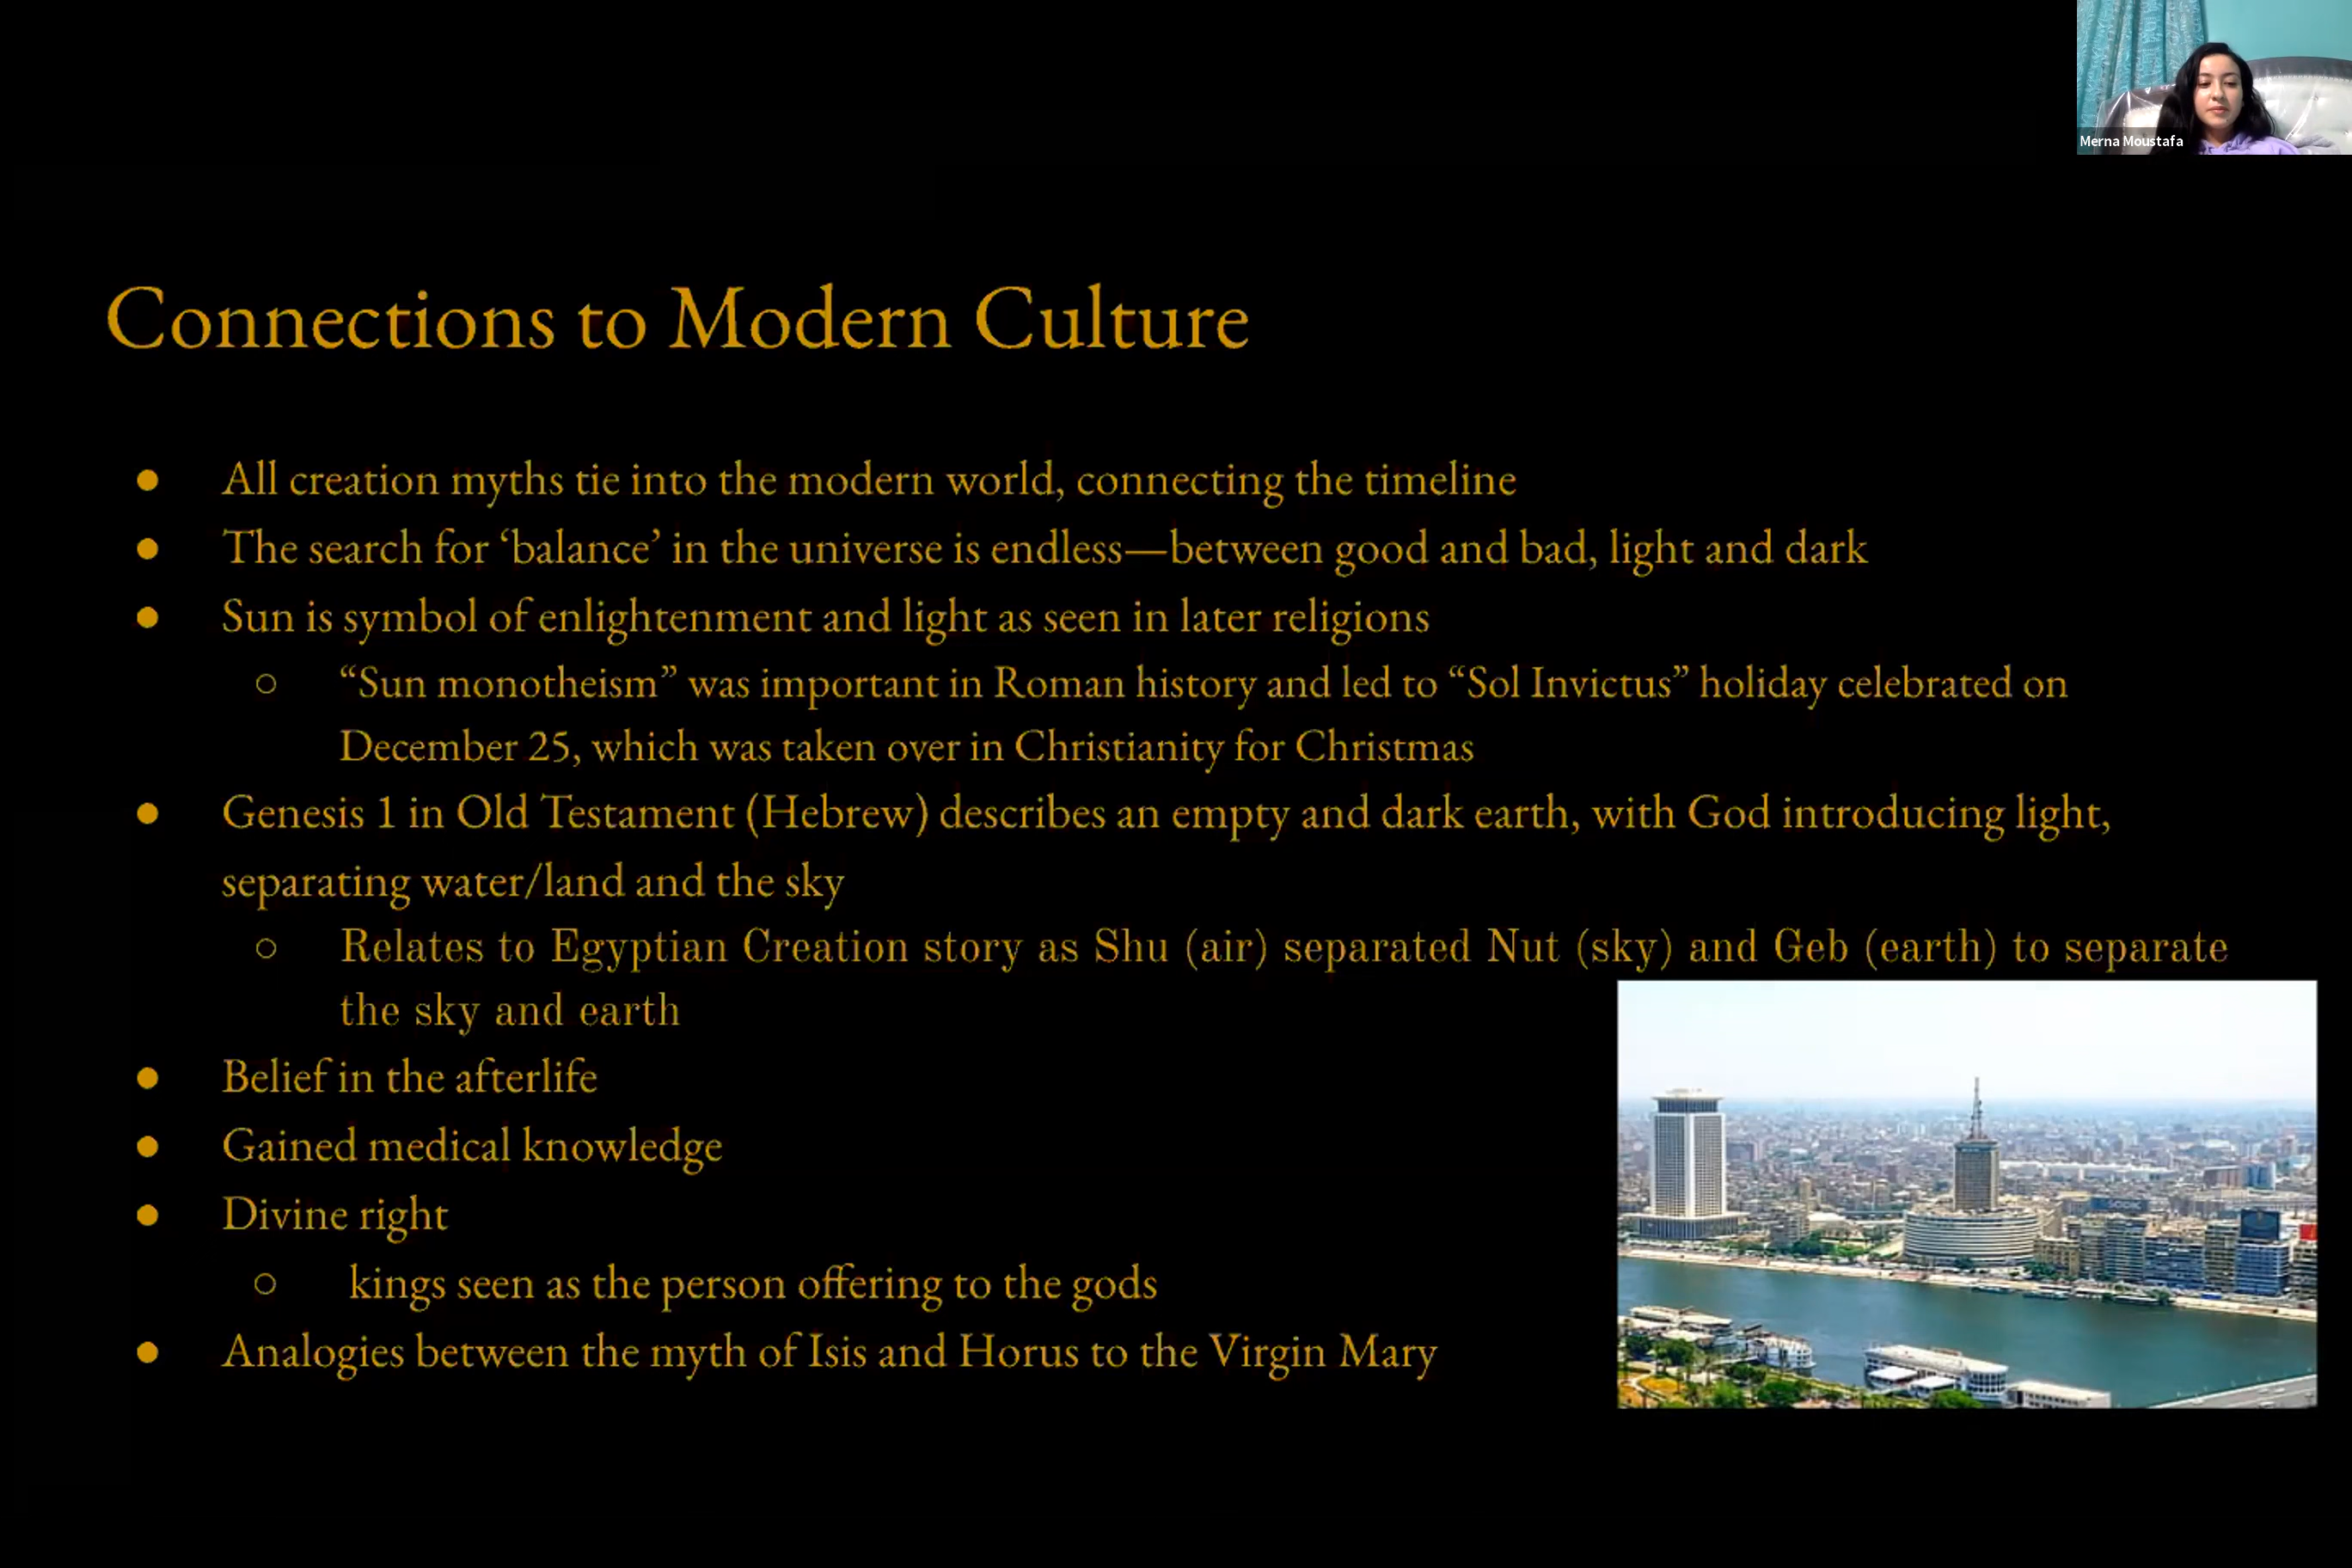 Merna Moustafa
Connections to Modern Culture
● All creation myths tie into the modern world, connecting the timeline
● The search for ‘balance’ in the universe is endless—between good and bad, light and dark
● Sun is symbol of enlightenment and light as seen in later religions
○ “Sun monotheism” was important in Roman history and led to “Sol Invictus” holiday celebrated on
December 25, which was taken over in Christianity for Christmas
● Genesis 1 in Old Testament (Hebrew) describes an empty and dark earth, with God introducing light,
separating water/land and the sky
○ Relates to Egyptian Creation story as Shu (air) separated Nut (sky) and Geb (earth) to separate
the sky and earth
● Belief in the afterlife
● Gained medical knowledge
● Divine right
○ kings seen as the person offering to the gods
● Analogies between the myth of Isis and Horus to the Virgin Mary